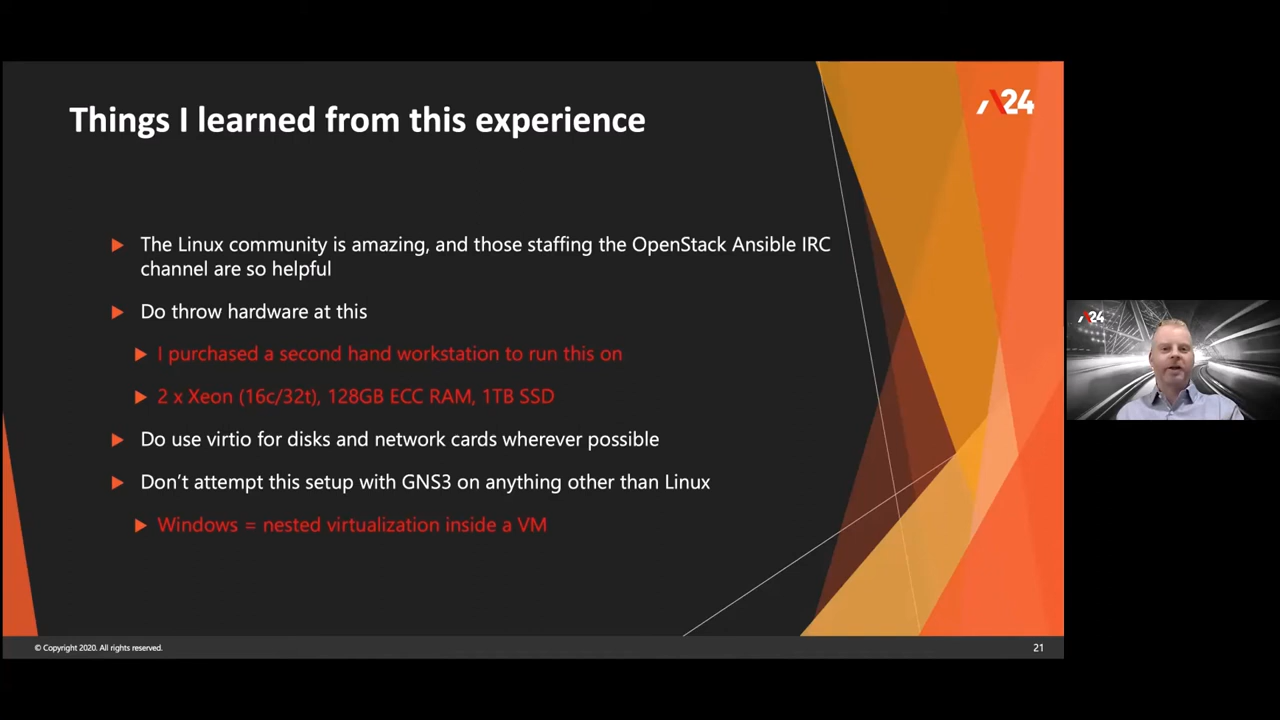 Things I learned from this experience
24
The Linux community is amazing, and those staffing the OpenStack Ansible IRC
channel are so helpful
Do throw hardware at this
I purchased a second hand workstation to run this on
2 x Xeon (16c/32t), 128GB ECC RAM, 1TB SSD
Do use virtio for disks and network cards wherever possible
Don’t attempt this setup with GNS3 on anything other than Linux
Windows = nested virtualization inside a VM
© Copyright 2020. All rights reserved.
21
24